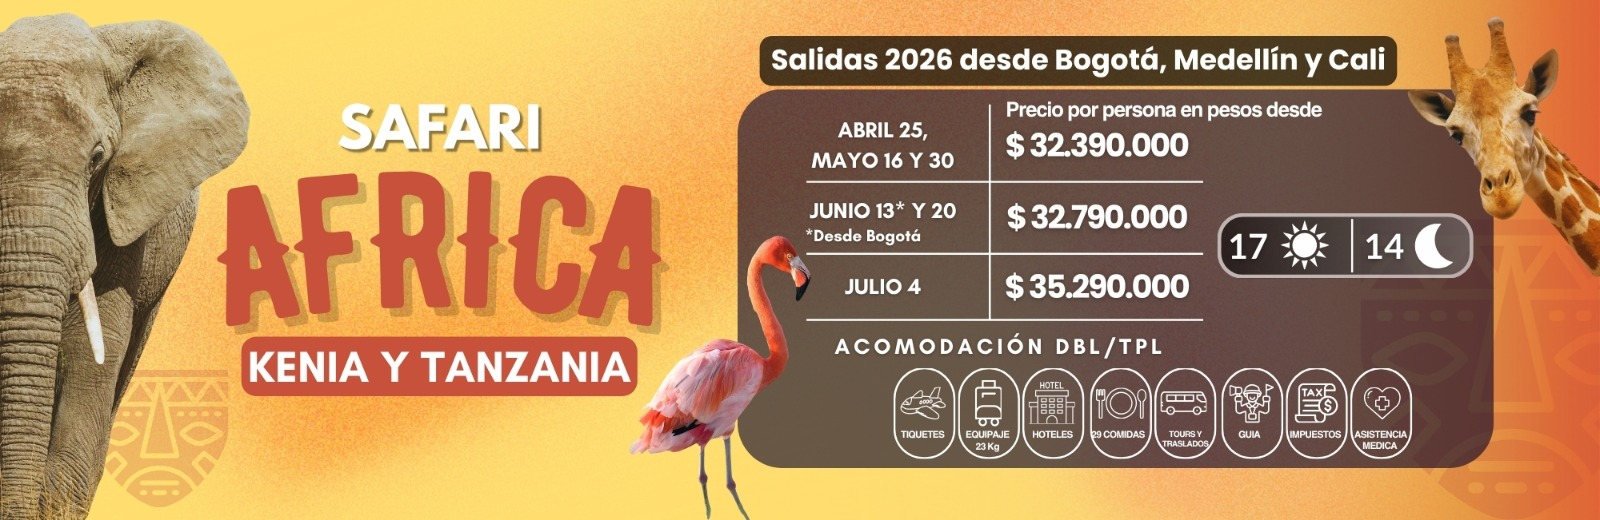 SAFARI
AFRICA
KENIA Y TANZANIA
Salidas 2026 desde Bogotá, Medellín y Cali
Precio por persona en pesos desde
ABRIL 25,
MAYO 16 Y 30
$ 32.390.000
JUNIO 13* Y 20
*Desde Bogotá
$ 32.790.000
JULIO 4
$ 35.290.000
17
14
ACOMODACIÓN DBL/TPL
TIQUETES
EQUIPAJE
23 Kg
HOTEL
HOTELES
29 COMIDAS
TOURS Y
TRASLADOS
GUIA
TAX
$
IMPUESTOS
ASISTENCIA
MEDICA